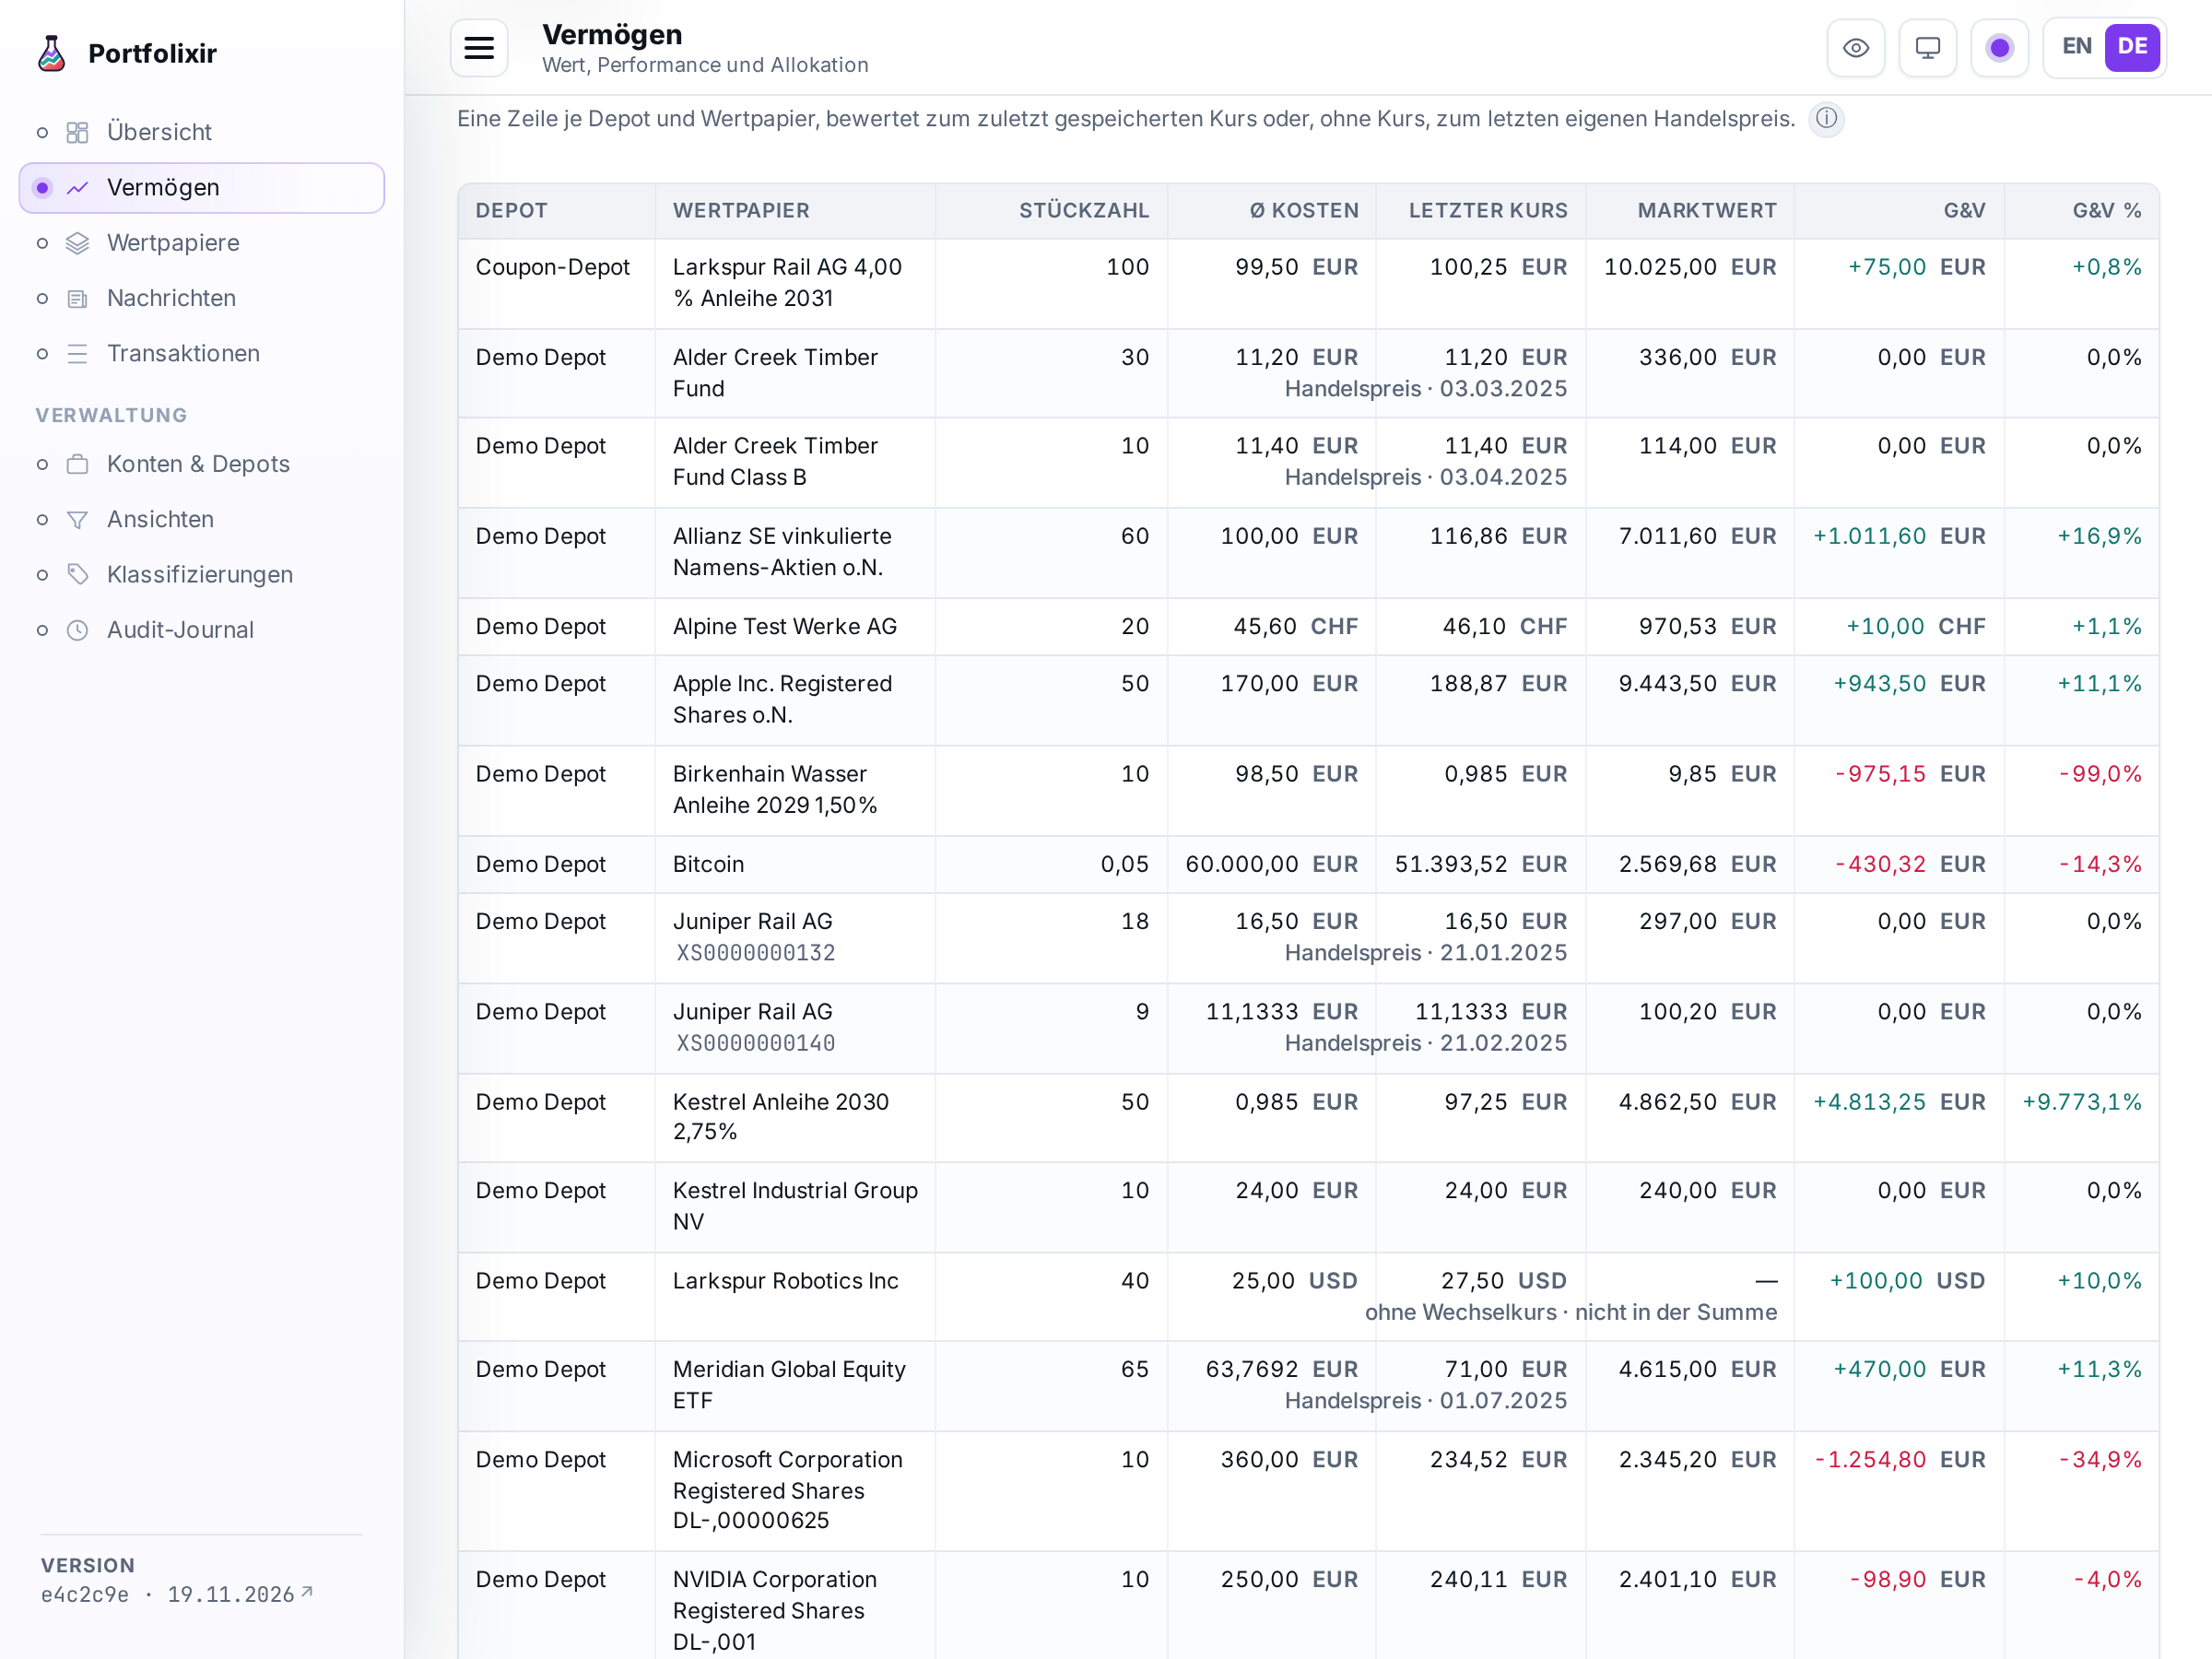 Portfolixir
Übersicht
Vermögen
Wertpapiere
Nachrichten
Transaktionen
VERWALTUNG
Konten & Depots
Ansichten
Klassifizierungen
Audit-Journal
VERSION
e4c2c9e · 19.11.2026
Vermögen
Wert, Performance und Allokation
EN DE
Eine Zeile je Depot und Wertpapier, bewertet zum zuletzt gespeicherten Kurs oder, ohne Kurs, zum letzten eigenen Handelspreis.
DEPOT WERTPAPIER STÜCKZAHL Ø KOSTEN LETZTER KURS MARKTWERT G&V G&V %
Coupon-Depot Larkspur Rail AG 4,00 100 99,50 EUR 100,25 EUR 10.025,00 EUR +75,00 EUR +0,8%
% Anleihe 2031
Demo Depot Alder Creek Timber 30 11,20 EUR 11,20 EUR 336,00 EUR 0,00 EUR 0,0%
Fund Handelspreis · 03.03.2025
Demo Depot Alder Creek Timber 10 11,40 EUR 11,40 EUR 114,00 EUR 0,00 EUR 0,0%
Fund Class B Handelspreis · 03.04.2025
Demo Depot Allianz SE vinkulierte 60 100,00 EUR 116,86 EUR 7.011,60 EUR +1.011,60 EUR +16,9%
Namens-Aktien o.N.
Demo Depot Alpine Test Werke AG 20 45,60 CHF 46,10 CHF 970,53 EUR +10,00 CHF +1,1%
Demo Depot Apple Inc. Registered 50 170,00 EUR 188,87 EUR 9.443,50 EUR +943,50 EUR +11,1%
Shares o.N.
Demo Depot Birkenhain Wasser 10 98,50 EUR 0,985 EUR 9,85 EUR -975,15 EUR -99,0%
Anleihe 2029 1,50%
Demo Depot Bitcoin 0,05 60.000,00 EUR 51.393,52 EUR 2.569,68 EUR -430,32 EUR -14,3%
Demo Depot Juniper Rail AG 18 16,50 EUR 16,50 EUR 297,00 EUR 0,00 EUR 0,0%
XS0000000132 Handelspreis · 21.01.2025
Demo Depot Juniper Rail AG 9 11,1333 EUR 11,1333 EUR 100,20 EUR 0,00 EUR 0,0%
XS0000000140 Handelspreis · 21.02.2025
Demo Depot Kestrel Anleihe 2030 50 0,985 EUR 97,25 EUR 4.862,50 EUR +4.813,25 EUR +9.773,1%
2,75%
Demo Depot Kestrel Industrial Group 10 24,00 EUR 24,00 EUR 240,00 EUR 0,00 EUR 0,0%
NV
Demo Depot Larkspur Robotics Inc 40 25,00 USD 27,50 USD — +100,00 USD +10,0%
ohne Wechselkurs · nicht in der Summe
Demo Depot Meridian Global Equity 65 63,7692 EUR 71,00 EUR 4.615,00 EUR +470,00 EUR +11,3%
ETF Handelspreis · 01.07.2025
Demo Depot Microsoft Corporation 10 360,00 EUR 234,52 EUR 2.345,20 EUR -1.254,80 EUR -34,9%
Registered Shares
DL-,00000625
Demo Depot NVIDIA Corporation 10 250,00 EUR 240,11 EUR 2.401,10 EUR -98,90 EUR -4,0%
Registered Shares
DL-,001